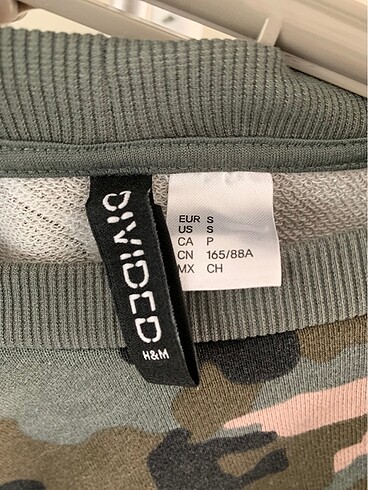 DIVIDED
H&M
EUR S
US S
CA P
CN 165/88A
MX CH